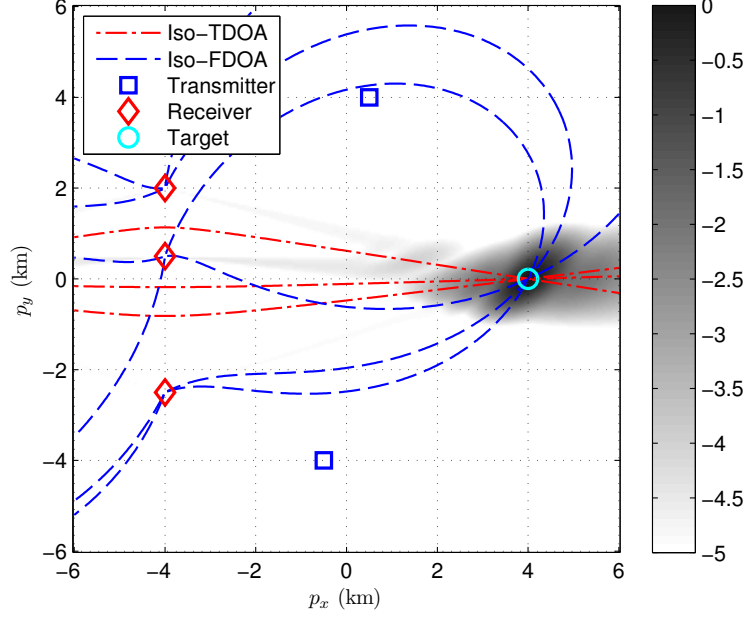 Iso−TDOA
Iso−FDOA
Transmitter
Receiver
Target
6
4
2
0
−2
−4
−6
p_y (km)
−6 −4 −2 0 2 4 6
p_x (km)
0
−0.5
−1
−1.5
−2
−2.5
−3
−3.5
−4
−4.5
−5